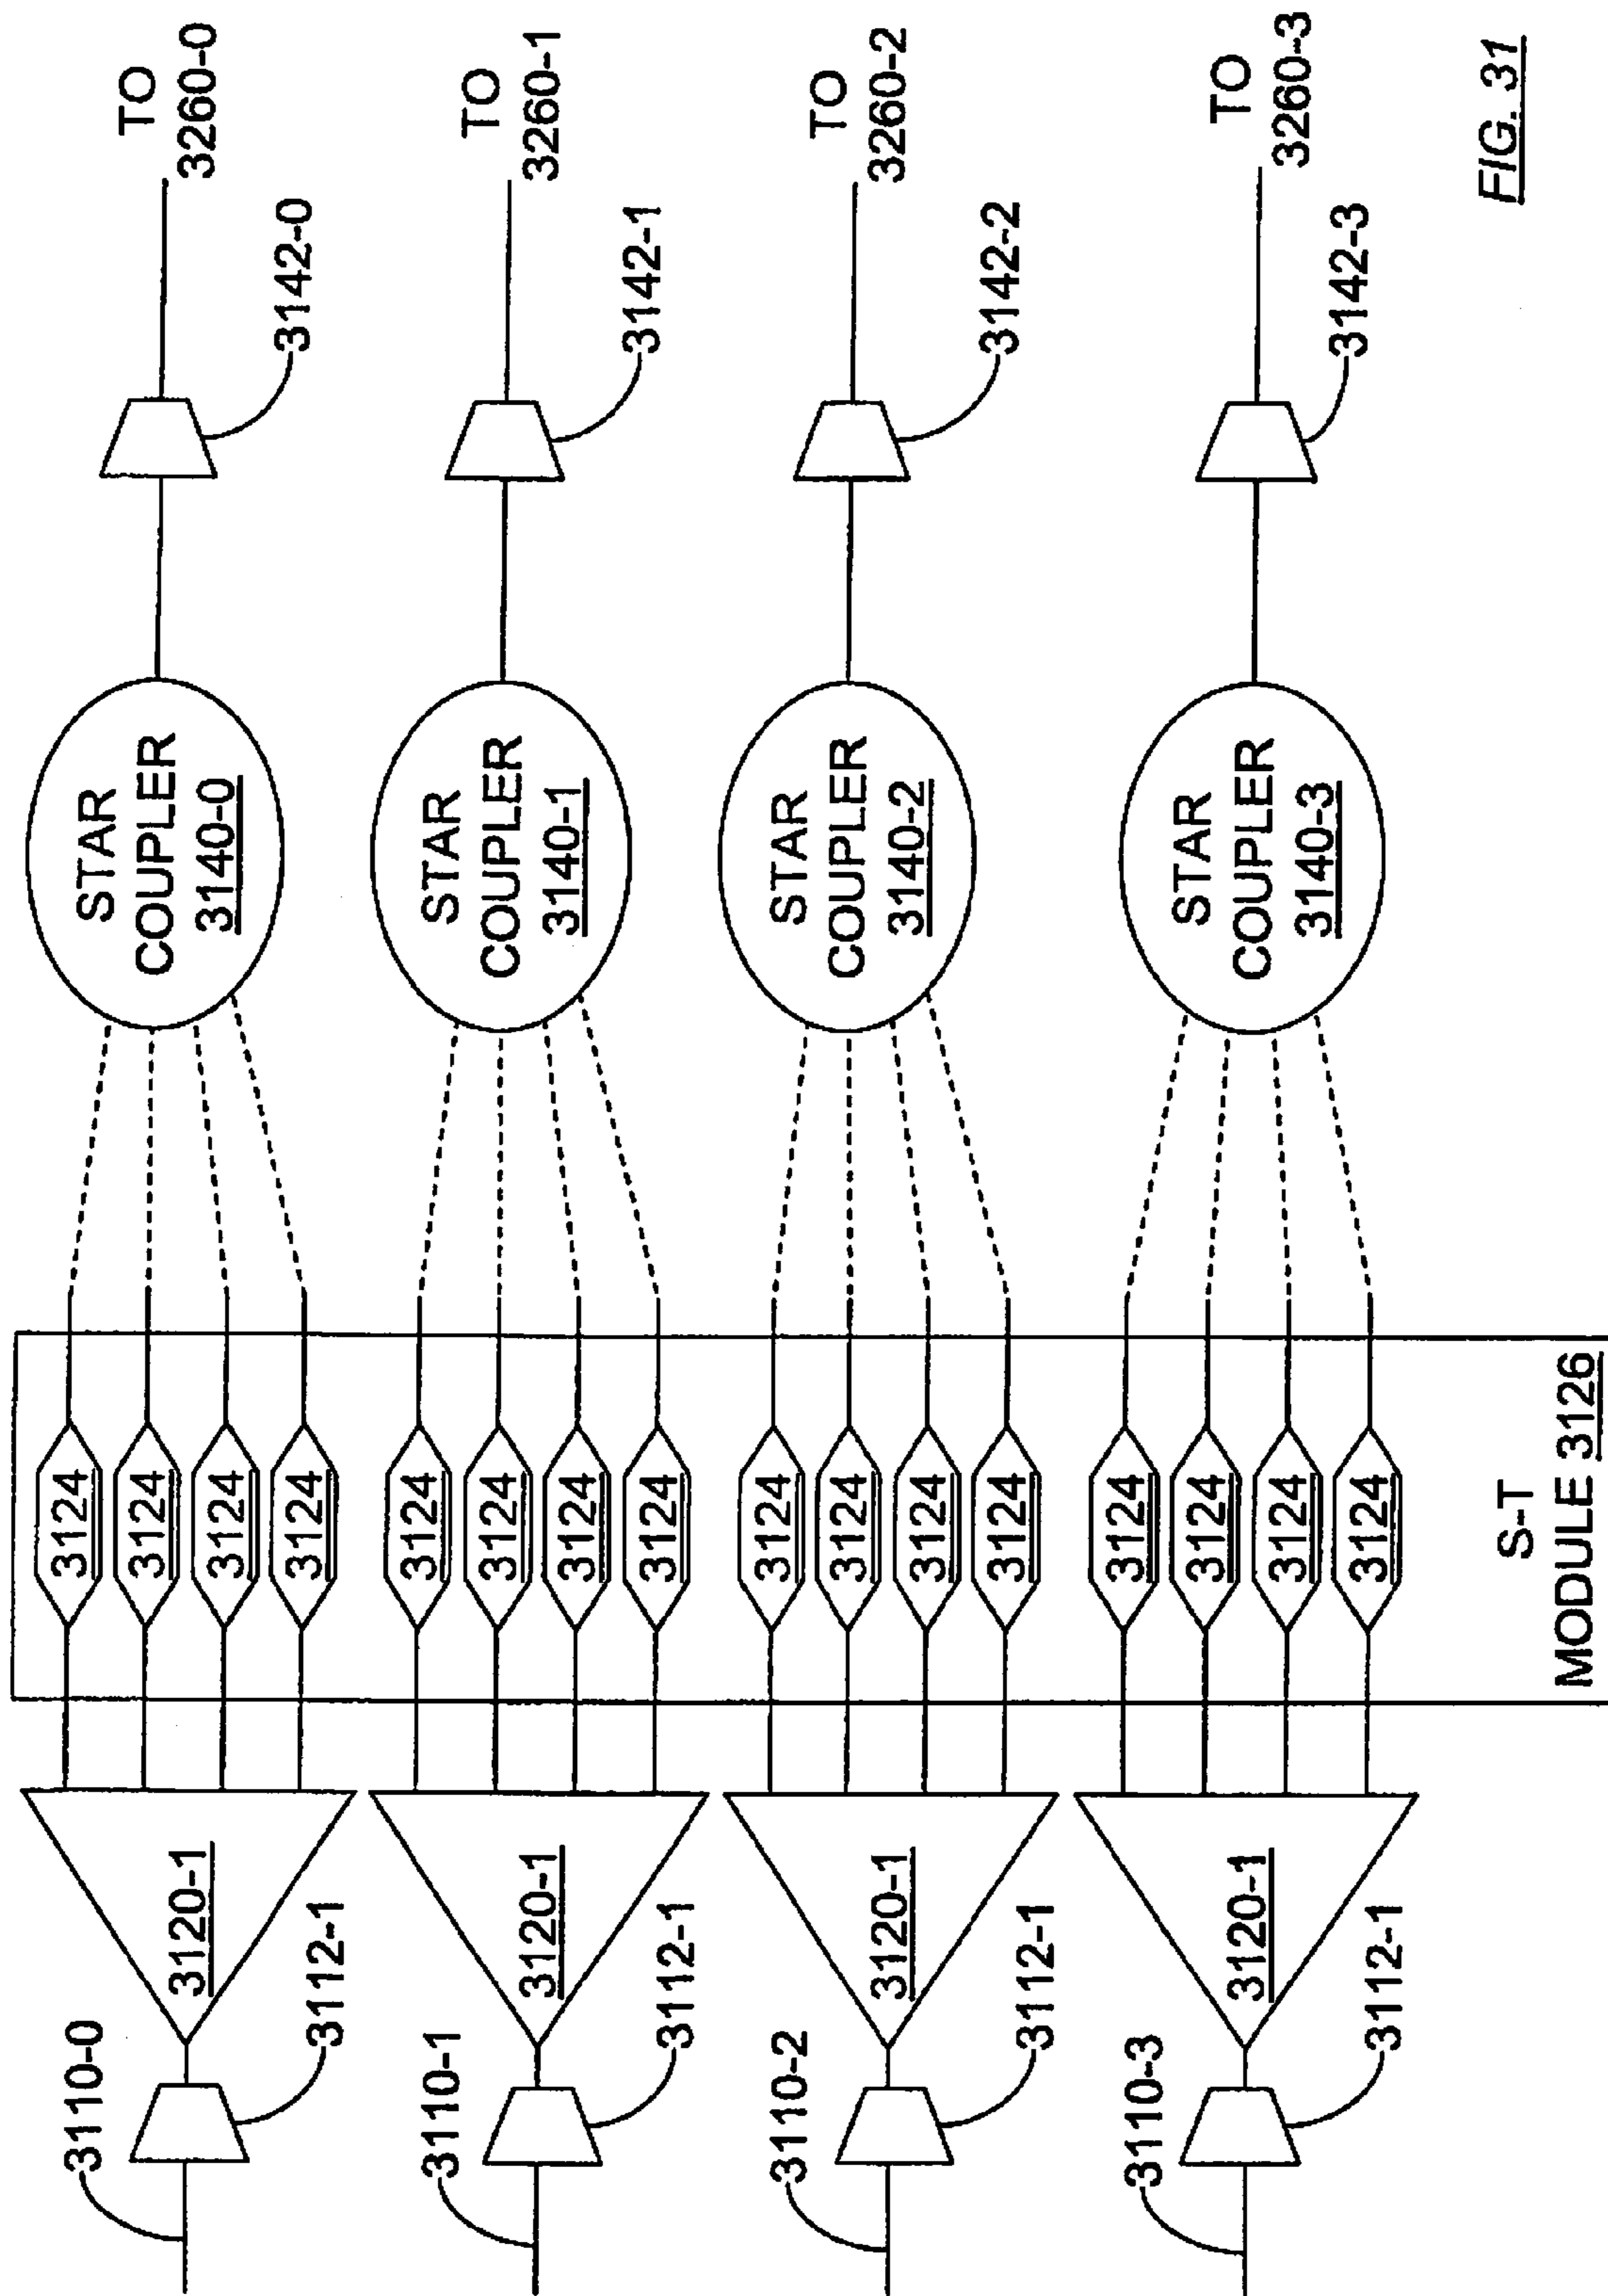 3110-0
3112-1
3120-1
3124
3124
3124
3124
STAR
COUPLER
3140-0
3142-0
TO
3260-0
3110-1
3112-1
3120-1
3124
3124
3124
3124
STAR
COUPLER
3140-1
3142-1
TO
3260-1
3110-2
3112-1
3120-1
3124
3124
3124
3124
STAR
COUPLER
3140-2
3142-2
TO
3260-2
3110-3
3112-1
3120-1
3124
3124
3124
3124
STAR
COUPLER
3140-3
3142-3
TO
3260-3
S-T
MODULE 3126
FIG. 31